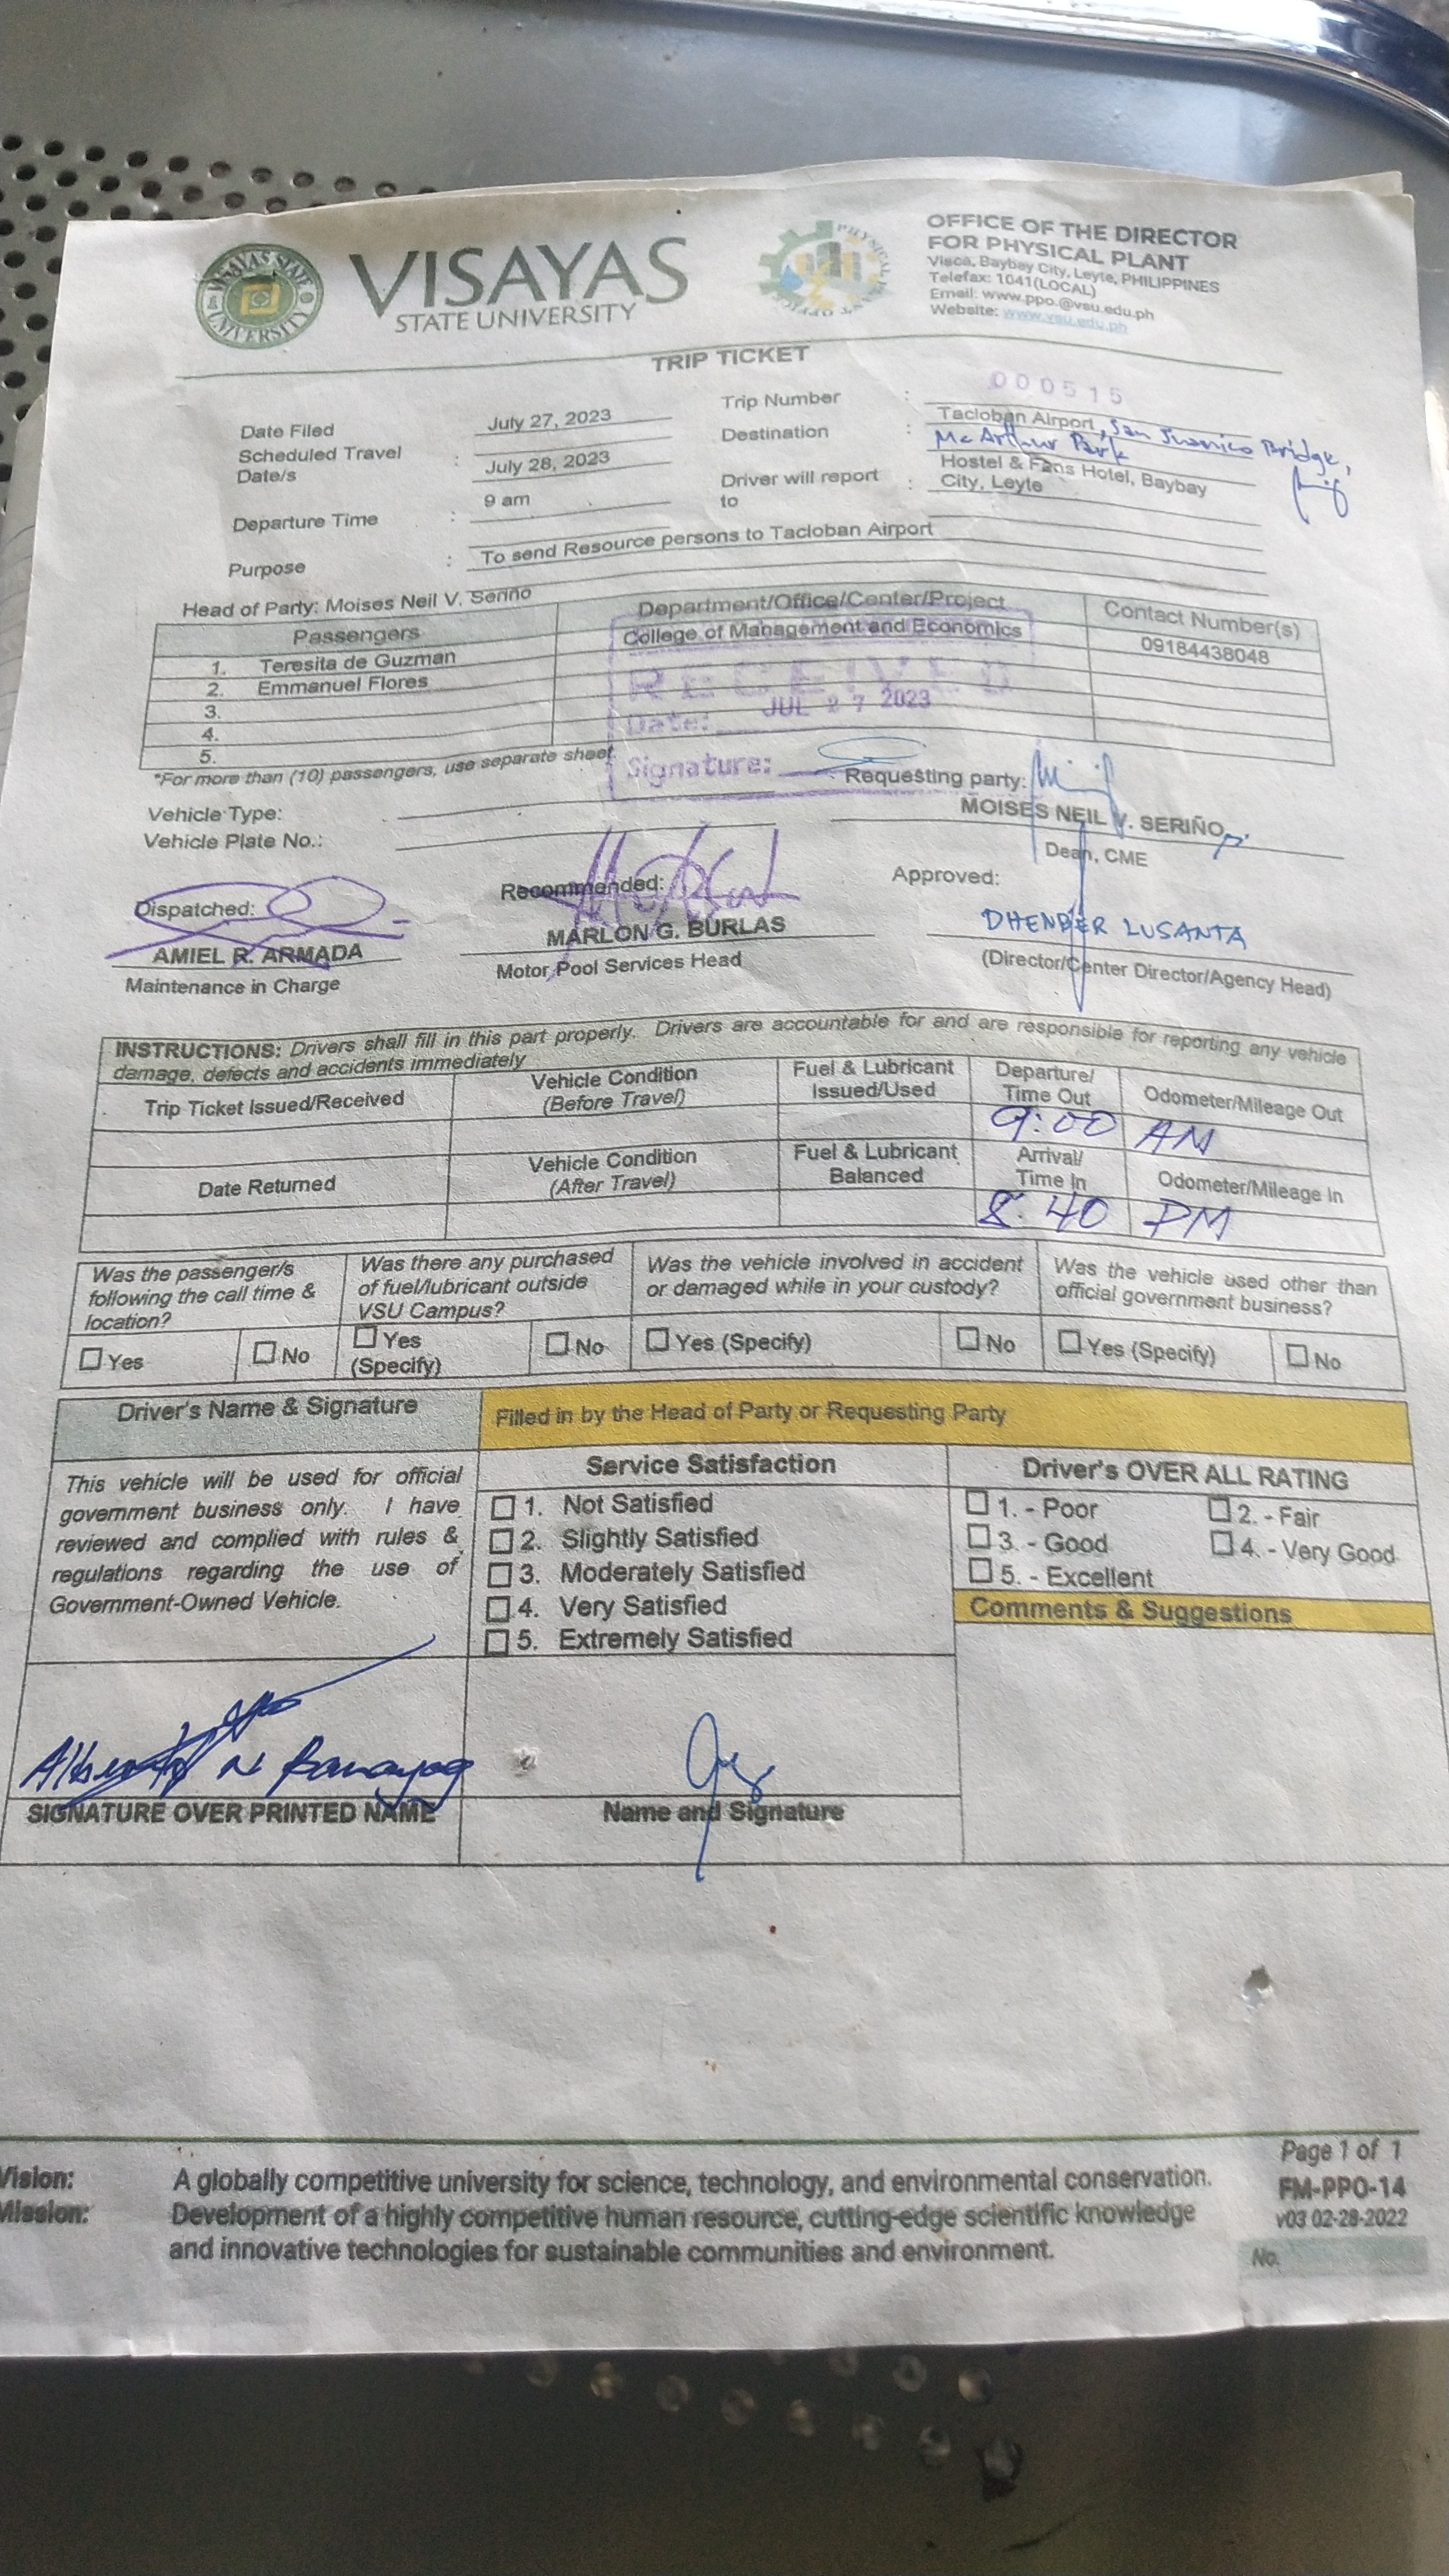 VISAYAS STATE UNIVERSITY
VISAYAS
STATE UNIVERSITY
PHYSICAL PLANT OFFICE
OFFICE OF THE DIRECTOR
FOR PHYSICAL PLANT
Visca, Baybay City, Leyte, PHILIPPINES
Telefax: 1041(LOCAL)
Email: www.ppo.@vsu.edu.ph
Website: www.vsu.edu.ph
TRIP TICKET
Date Filed July 27, 2023
Trip Number : 000515
Scheduled Travel Date/s : July 28, 2023
Destination : Tacloban Airport, San Juanico Bridge,
McArthur Park
Departure Time : 9 am
Driver will report to : Hostel & Fans Hotel, Baybay
City, Leyte
Purpose : To send Resource persons to Tacloban Airport
Head of Party: Moises Neil V. Seriño
Passengers Department/Office/Center/Project Contact Number(s)
1. Teresita de Guzman College of Management and Economics 09184438048
2. Emmanuel Flores
3.
4.
5.
RECEIVED
Date: JUL 27 2023
Signature:
*For more than (10) passengers, use separate sheet
Requesting party:
Vehicle Type:
MOISES NEIL V. SERIÑO
Vehicle Plate No.:
Dean, CME
Dispatched: Recommended: Approved:
AMIEL R. ARMADA MARLON G. BURLAS DHENBER LUSANTA
Maintenance in Charge Motor Pool Services Head (Director/Center Director/Agency Head)
INSTRUCTIONS: Drivers shall fill in this part properly. Drivers are accountable for and are responsible for reporting any vehicle
damage, defects and accidents immediately
Trip Ticket Issued/Received Vehicle Condition (Before Travel) Fuel & Lubricant Issued/Used Departure/ Time Out Odometer/Mileage Out
9:00 AM
Date Returned Vehicle Condition (After Travel) Fuel & Lubricant Balanced Arrival/ Time In Odometer/Mileage In
8:40 PM
Was the passenger/s following the call time & location?
Yes No
Was there any purchased of fuel/lubricant outside VSU Campus?
Yes (Specify) No
Was the vehicle involved in accident or damaged while in your custody?
Yes (Specify) No
Was the vehicle used other than official government business?
Yes (Specify) No
Driver's Name & Signature
Filled in by the Head of Party or Requesting Party
This vehicle will be used for official
government business only. I have
reviewed and complied with rules &
regulations regarding the use of
Government-Owned Vehicle.
Service Satisfaction
1. Not Satisfied
2. Slightly Satisfied
3. Moderately Satisfied
4. Very Satisfied
5. Extremely Satisfied
Driver's OVER ALL RATING
1. - Poor 2. - Fair
3. - Good 4. - Very Good
5. - Excellent
Comments & Suggestions
SIGNATURE OVER PRINTED NAME
Name and Signature
Vision: A globally competitive university for science, technology, and environmental conservation.
Mission: Development of a highly competitive human resource, cutting-edge scientific knowledge
and innovative technologies for sustainable communities and environment.
Page 1 of 1
FM-PPO-14
v03 02-28-2022
No.